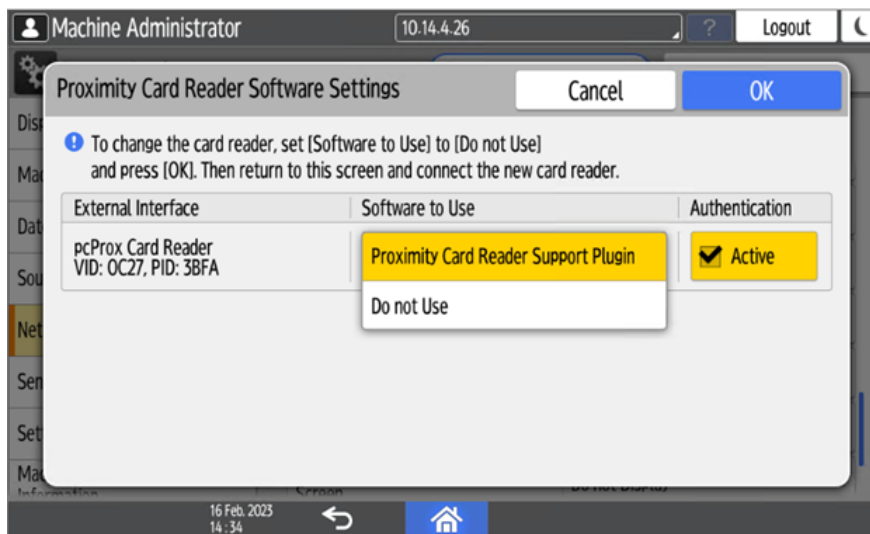 Machine Administrator
10.14.4.26
?
Logout
Proximity Card Reader Software Settings
Cancel
OK
To change the card reader, set [Software to Use] to [Do not Use]
and press [OK]. Then return to this screen and connect the new card reader.
External Interface
Software to Use
Authentication
pcProx Card Reader
VID: 0C27, PID: 3BFA
Proximity Card Reader Support Plugin
Active
Do not Use
Net
Set
Screen
16 Feb. 2023
14 : 34